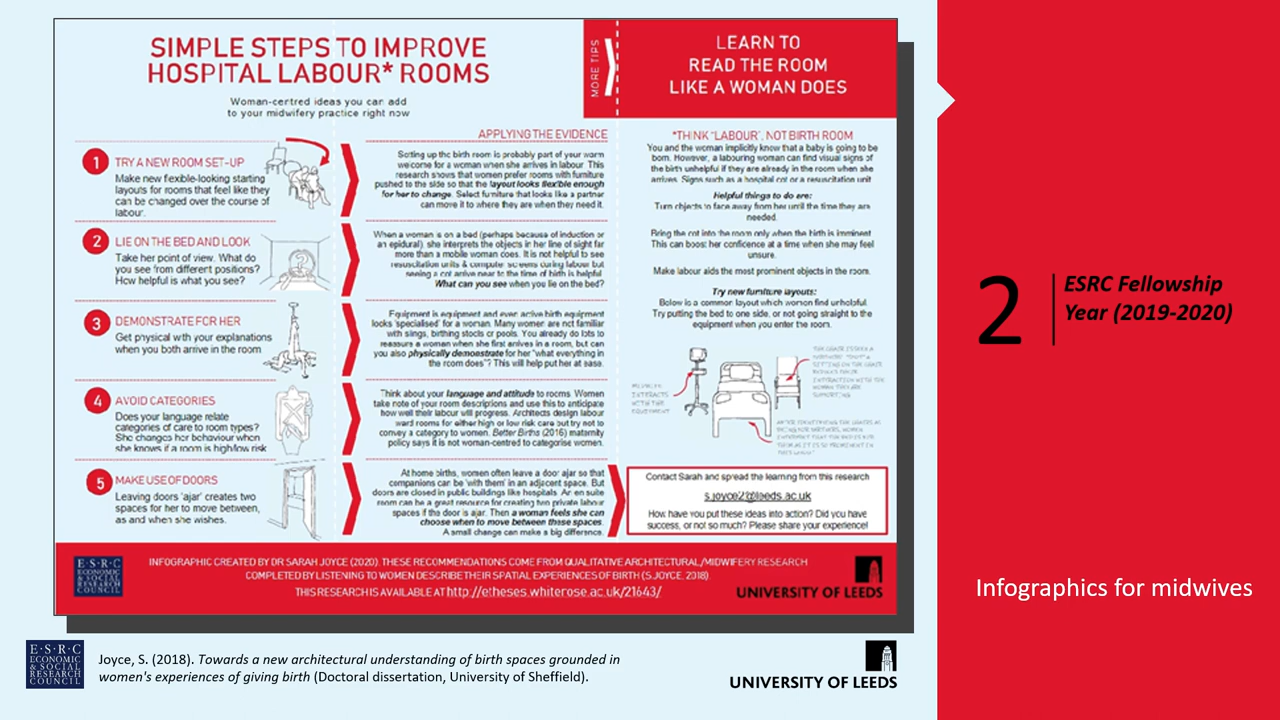 SIMPLE STEPS TO IMPROVE
HOSPITAL LABOUR* ROOMS
Woman-centred ideas you can add
to your midwifery practice right now
MORE TIPS
LEARN TO
READ THE ROOM
LIKE A WOMAN DOES
1
TRY A NEW ROOM SET-UP
Make new flexible-looking starting
layouts for rooms that feel like they
can be changed over the course of
labour.
2
LIE ON THE BED AND LOOK
Take her point of view. What do
you see from different positions?
How helpful is what you see?
3
DEMONSTRATE FOR HER
Get physical with your explanations
when you both arrive in the room
4
AVOID CATEGORIES
Does your language relate
categories of care to room types?
She changes her behaviour when
she knows if a room is high/low risk
5
MAKE USE OF DOORS
Leaving doors 'ajar' creates two
spaces for her to move between,
as and when she wishes.
APPLYING THE EVIDENCE
Setting up the birth room is probably part of your warm
welcome for a woman when she arrives in labour. This
research shows that women prefer rooms with furniture
pushed to the side so that the layout looks flexible enough
for her to change. Select furniture that looks like a partner
can move it to where they are when they need it.
When a woman is on a bed (perhaps because of induction or
an epidural), she interprets the objects in her line of sight far
more than a mobile woman does. It is not helpful to see
resuscitation units & computer screens during labour but
seeing a cot arrive near to the time of birth is helpful.
What can you see when you lie on the bed?
Equipment is equipment and even active birth equipment
looks 'specialised' for a woman. Many women are not familiar
with slings, birthing stools or pools. You already do lots to
reassure a woman when she first arrives in a room, but can
you also physically demonstrate for her "what everything in
the room does"? This will help put her at ease.
Think about your language and attitude to rooms. Women
take note of your room descriptions and use this to anticipate
how well their labour will progress. Architects design labour
ward rooms for either high or low risk care but try not to
convey a category to women. Better Births (2016) maternity
policy says it is not woman-centred to categorise women.
At home births, women often leave a door ajar so that
companions can be 'with them' in an adjacent space. But
doors are closed in public buildings like hospitals. An en suite
room can be a great resource for creating two private labour
spaces if the door is ajar. Then a woman feels she can
choose when to move between these spaces.
A small change can make a big difference.
*THINK 'LABOUR', NOT BIRTH ROOM
You and the woman implicitly know that a baby is going to be
born. However, a labouring woman can find visual signs of
the birth unhelpful if they are already in the room when she
arrives. Signs such as a hospital cot or a resuscitation unit
Helpful things to do are:
Turn objects to face away from her until the time they are
needed.
Bring the cot into the room only when the birth is imminent.
This can boost her confidence at a time when she may feel
unsure.
Make labour aids the most prominent objects in the room.
Try new furniture layouts:
Below is a common layout which women find unhelpful
Try putting the bed to one side, or not going straight to the
equipment when you enter the room.
MIDWIFE
INTERACTS
WITH THE
EQUIPMENT
Contact Sarah and spread the learning from this research
s.joyce2@leeds.ac.uk
How have you put these ideas into action? Did you have
success, or not so much? Please share your experience!
E·S·R·C
ECONOMIC
& SOCIAL
RESEARCH
COUNCIL
INFOGRAPHIC CREATED BY DR SARAH JOYCE (2020). THESE RECOMMENDATIONS COME FROM QUALITATIVE ARCHITECTURAL/MIDWIFERY RESEARCH
COMPLETED BY LISTENING TO WOMEN DESCRIBE THEIR SPATIAL EXPERIENCES OF BIRTH (S.JOYCE, 2018).
THIS RESEARCH IS AVAILABLE AT http://etheses.whiterose.ac.uk/21643/
UNIVERSITY OF LEEDS
2
ESRC Fellowship
Year (2019-2020)
Infographics for midwives
E·S·R·C
ECONOMIC
& SOCIAL
RESEARCH
COUNCIL
Joyce, S. (2018). Towards a new architectural understanding of birth spaces grounded in
women's experiences of giving birth (Doctoral dissertation, University of Sheffield).
UNIVERSITY OF LEEDS